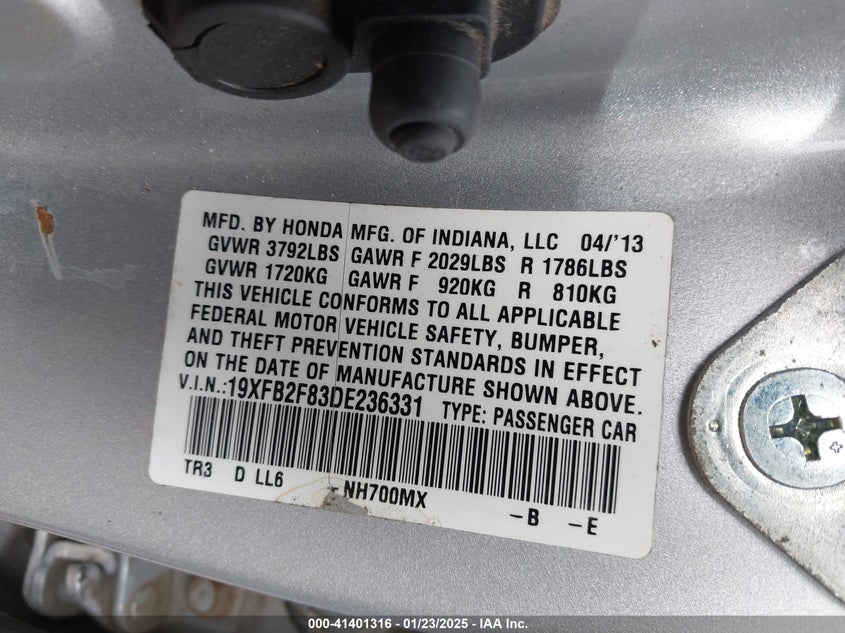 MFD. BY HONDA MFG. OF INDIANA, LLC 04/'13
GVWR 3792LBS GAWR F 2029LBS R 1786LBS
GVWR 1720KG GAWR F 920KG R 810KG
THIS VEHICLE CONFORMS TO ALL APPLICABLE
FEDERAL MOTOR VEHICLE SAFETY, BUMPER,
AND THEFT PREVENTION STANDARDS IN EFFECT
ON THE DATE OF MANUFACTURE SHOWN ABOVE.
V.I.N.:19XFB2F83DE236331 TYPE: PASSENGER CAR
TR3 D LL6 -NH700MX -B -E
000-41401316 - 01/23/2025 - IAA Inc.